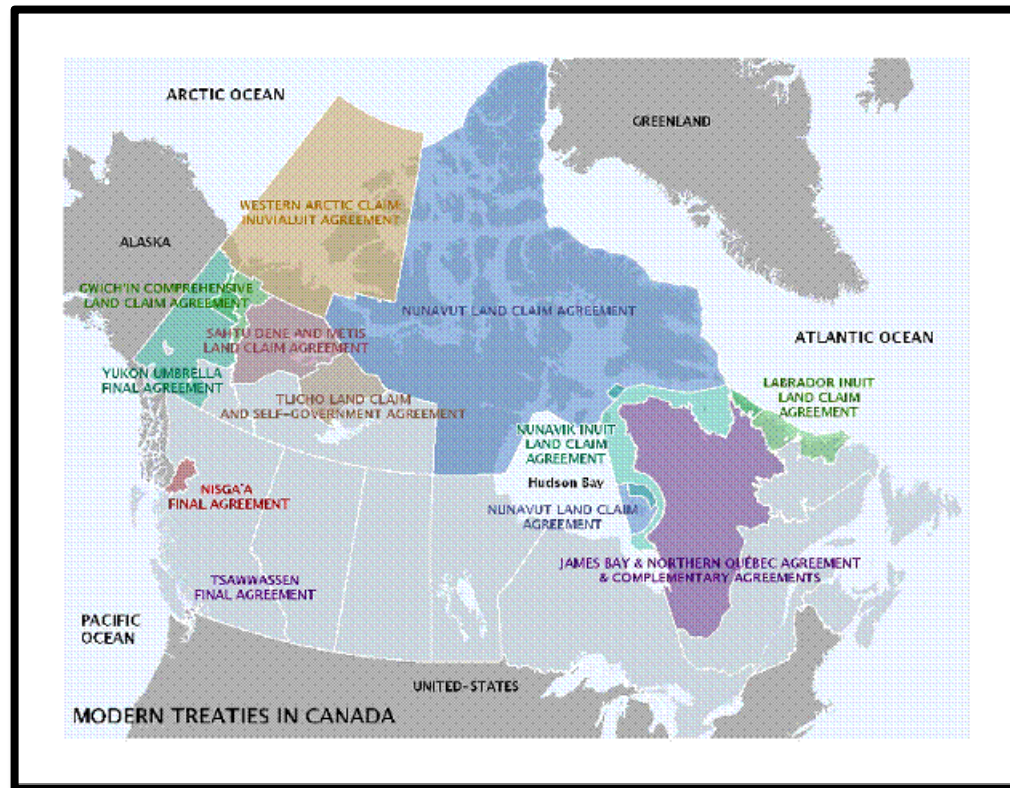 ARCTIC OCEAN
GREENLAND
WESTERN ARCTIC CLAIM:
INUVIALUIT AGREEMENT
ALASKA
GWICH'IN COMPREHENSIVE
LAND CLAIM AGREEMENT
NUNAVUT LAND CLAIM AGREEMENT
SAHTU DENE AND METIS
LAND CLAIM AGREEMENT
ATLANTIC OCEAN
YUKON UMBRELLA
FINAL AGREEMENT
LABRADOR INUIT
LAND CLAIM
AGREEMENT
TLICHO LAND CLAIM
AND SELF-GOVERNMENT AGREEMENT
NUNAVIK INUIT
LAND CLAIM
AGREEMENT
Hudson Bay
NISGA'A
FINAL AGREEMENT
NUNAVUT LAND CLAIM
AGREEMENT
JAMES BAY & NORTHERN QUÉBEC AGREEMENT
& COMPLEMENTARY AGREEMENTS
TSAWWASSEN
FINAL AGREEMENT
PACIFIC
OCEAN
UNITED-STATES
MODERN TREATIES IN CANADA